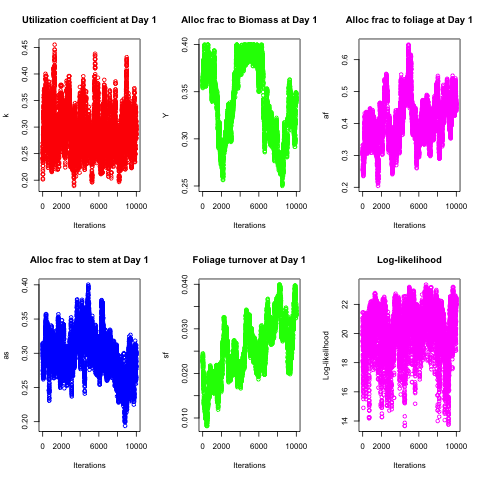 Utilization coefficient at Day 1
k
0.20 0.25 0.30 0.35 0.40 0.45
0 2000 6000 10000
Iterations
Alloc frac to Biomass at Day 1
Y
0.25 0.30 0.35 0.40
0 2000 6000 10000
Iterations
Alloc frac to foliage at Day 1
af
0.2 0.3 0.4 0.5 0.6
0 2000 6000 10000
Iterations
Alloc frac to stem at Day 1
as
0.20 0.25 0.30 0.35 0.40
0 2000 6000 10000
Iterations
Foliage turnover at Day 1
sf
0.010 0.020 0.030 0.040
0 2000 6000 10000
Iterations
Log-likelihood
Log-likelihood
14 16 18 20 22
0 2000 6000 10000
Iterations